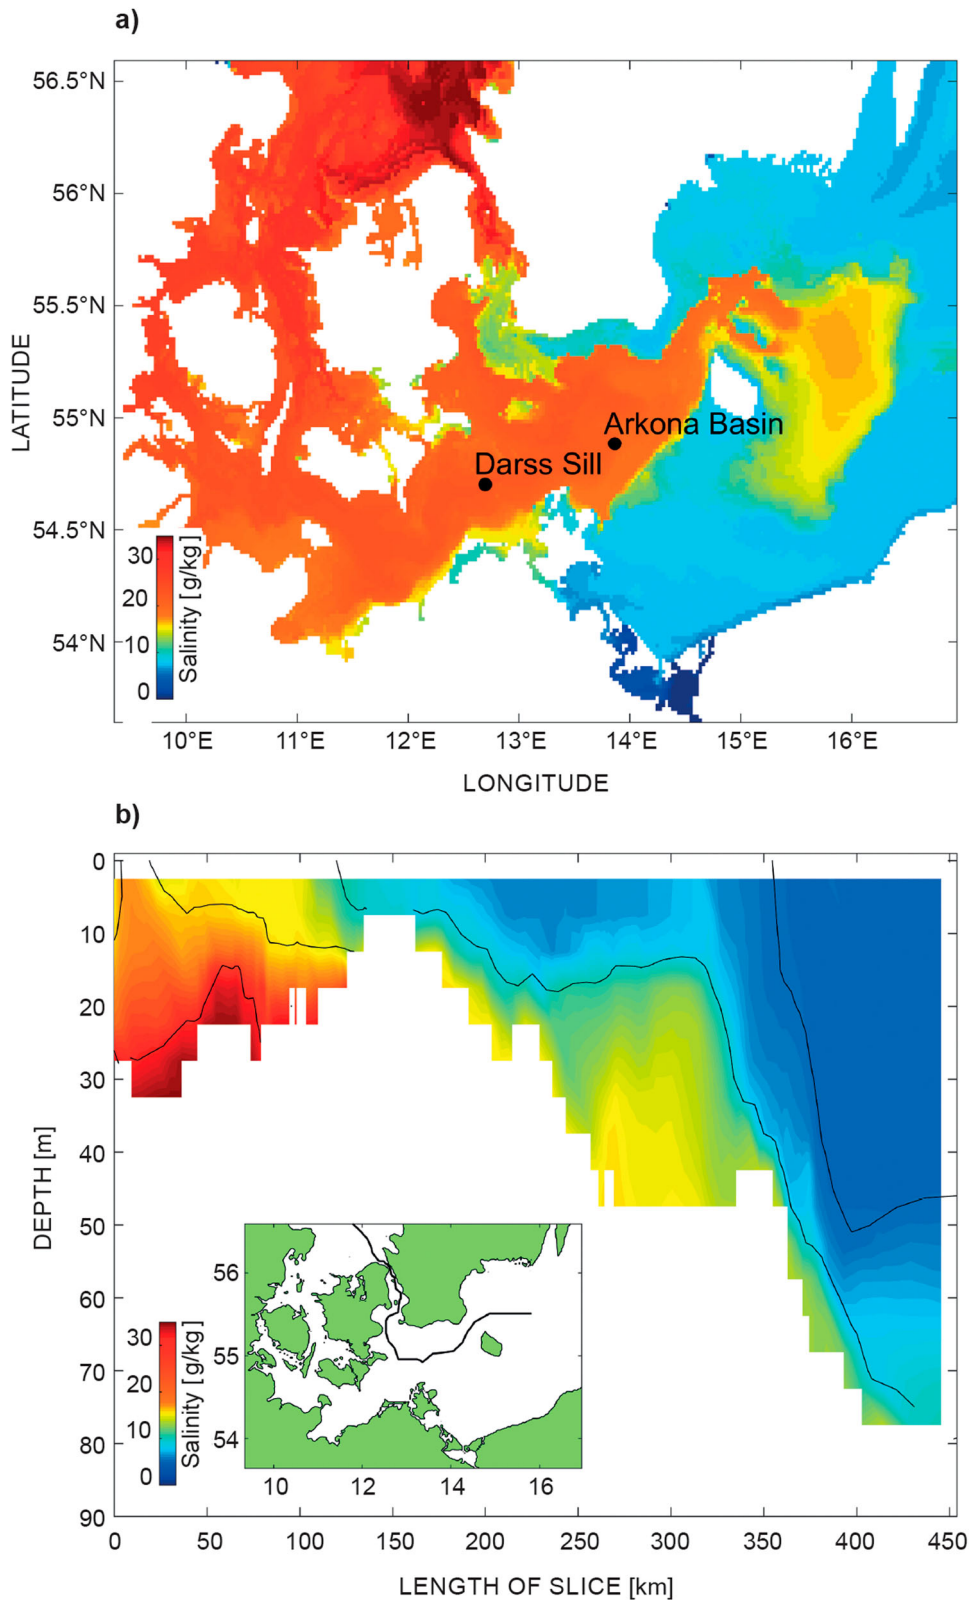 a)
56.5°N
56°N
55.5°N
55°N
54.5°N
54°N
LATITUDE
Arkona Basin
Darss Sill
30
20
10
0
Salinity [g/kg]
10°E
11°E
12°E
13°E
14°E
15°E
16°E
LONGITUDE
b)
0
10
20
30
40
50
60
70
80
90
DEPTH [m]
56
55
54
10
12
14
16
30
20
10
0
Salinity [g/kg]
0
50
100
150
200
250
300
350
400
450
LENGTH OF SLICE [km]